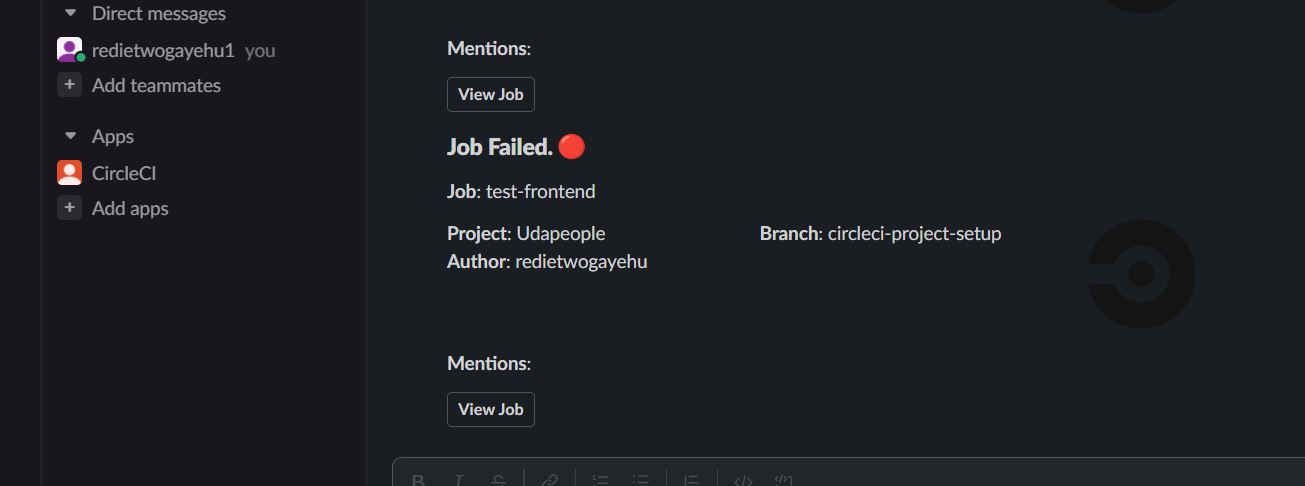 Direct messages
redietwogayehu1 you
Add teammates
Apps
CircleCI
Add apps
Mentions:
View Job
Job Failed. 🔴
Job: test-frontend
Project: Udapeople
Branch: circleci-project-setup
Author: redietwogayehu
Mentions:
View Job